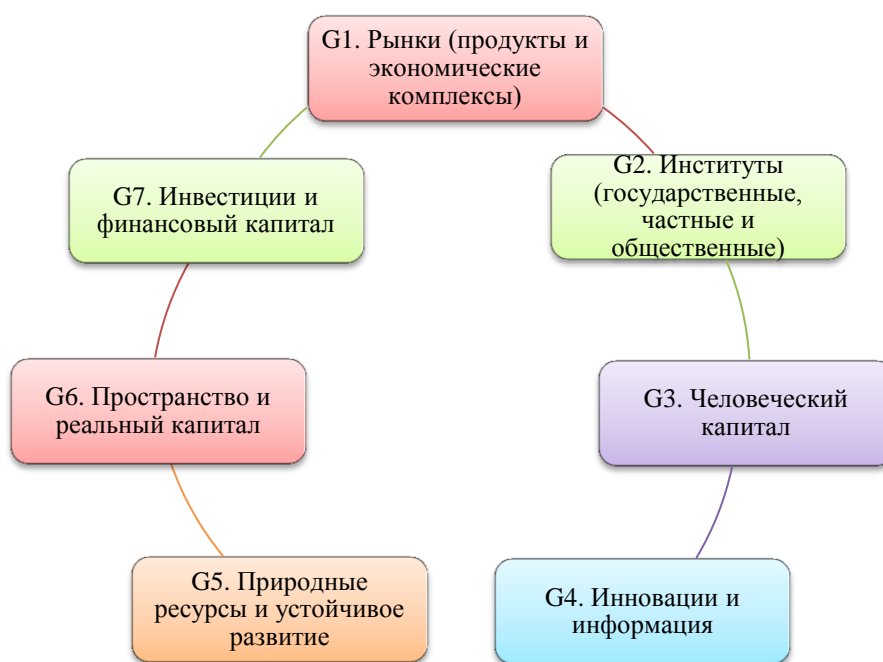 G1. Рынки (продукты и
экономические
комплексы)
G2. Институты
(государственные,
частные и
общественные)
G3. Человеческий
капитал
G4. Инновации и
информация
G5. Природные
ресурсы и устойчивое
развитие
G6. Пространство и
реальный капитал
G7. Инвестиции и
финансовый капитал